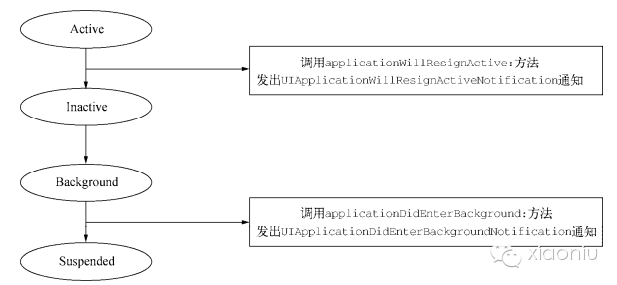 Active
调用applicationWillResignActive:方法
发出UIApplicationWillResignActiveNotification通知
Inactive
Background
调用applicationDidEnterBackground:方法
发出UIApplicationDidEnterBackgroundNotification通知
Suspended
xiaoniu